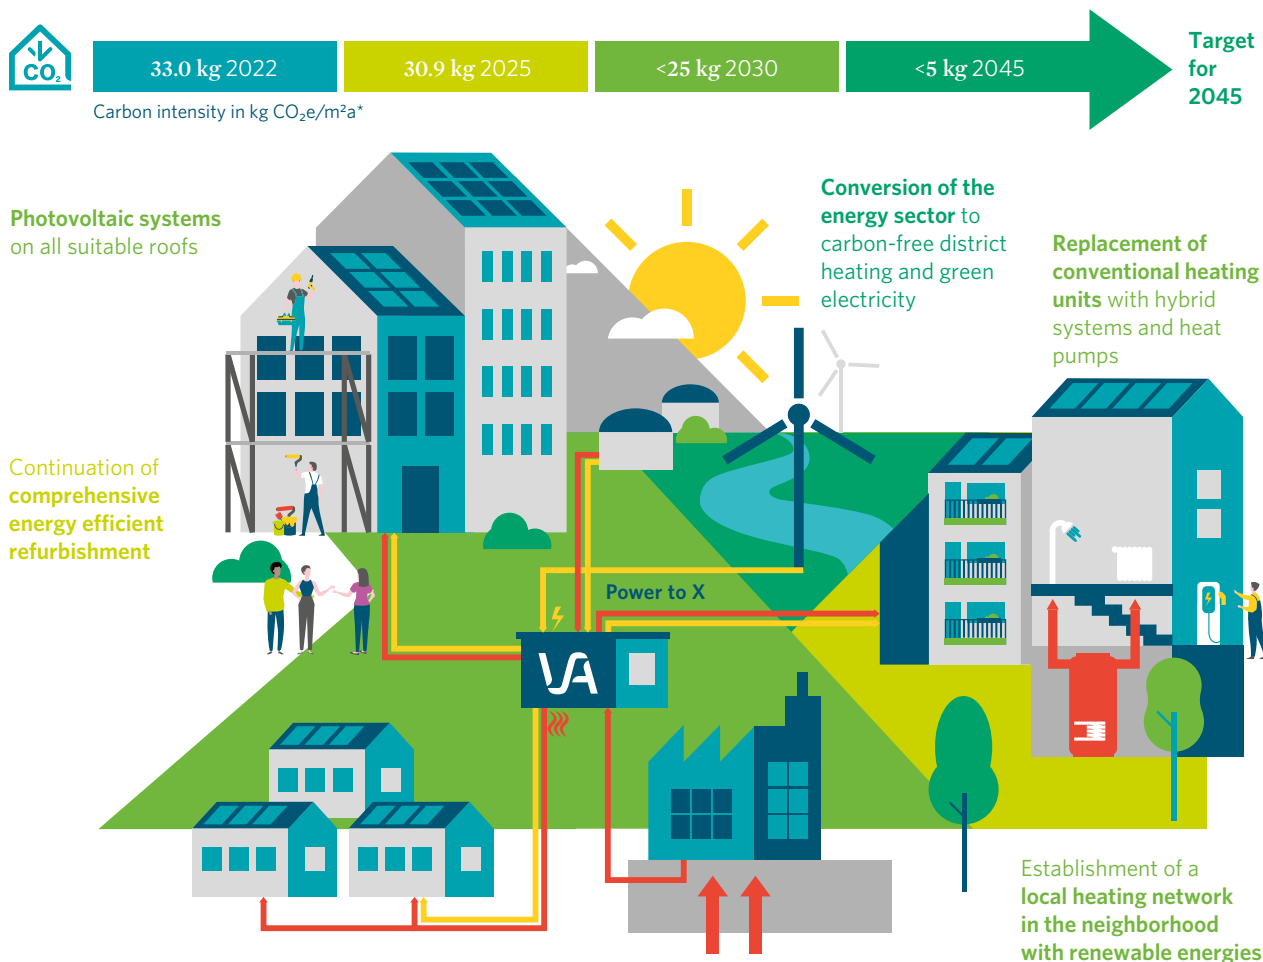 CO₂
33.0 kg 2022
30.9 kg 2025
<25 kg 2030
<5 kg 2045
Target
for
2045
Carbon intensity in kg CO₂e/m²a*
Photovoltaic systems
on all suitable roofs
Conversion of the
energy sector to
carbon-free district
heating and green
electricity
Replacement of
conventional heating
units with hybrid
systems and heat
pumps
Continuation of
comprehensive
energy efficient
refurbishment
Power to X
VA
Establishment of a
local heating network
in the neighborhood
with renewable energies